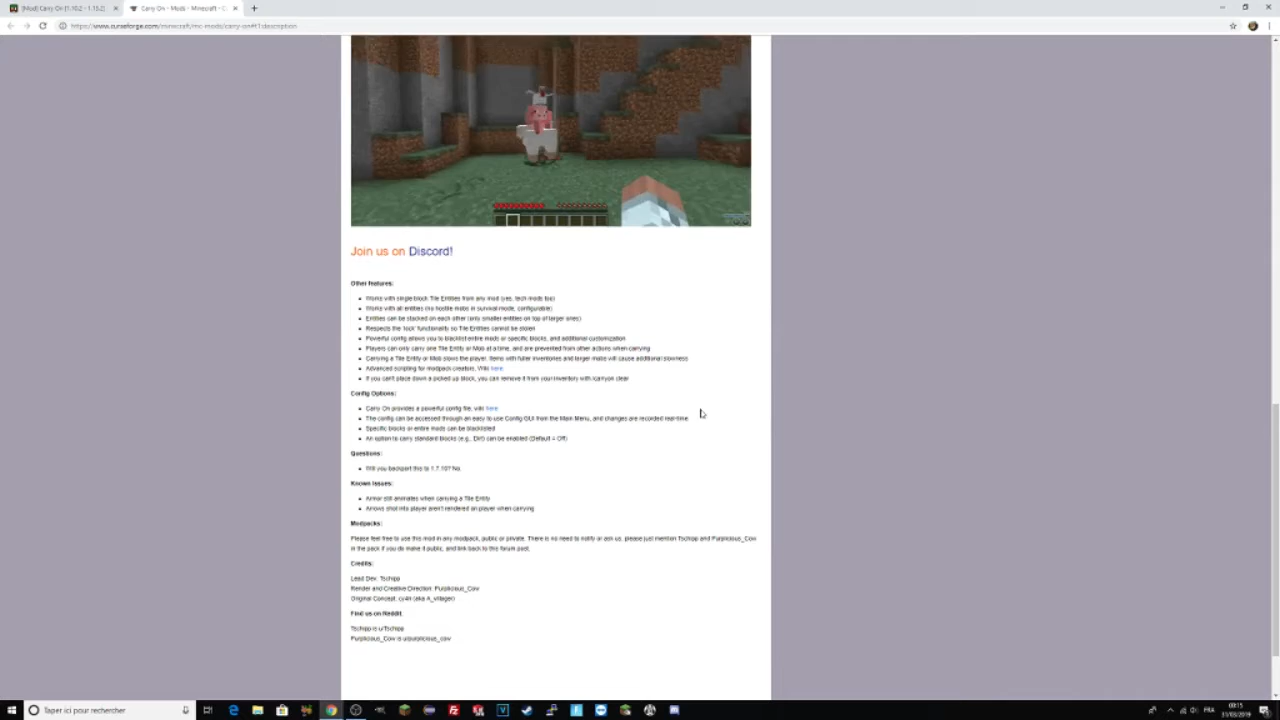 [Mod] Carry On [1.10.2 - 1.13.2]
Carry On - Mods - Minecraft - C
https://www.curseforge.com/minecraft/mc-mods/carry-on#t1:description
Join us on Discord!
Other features:
Works with single block Tile Entities from any mod (yes, tech mods too)
Works with all entities (no hostile mobs in survival mode, configurable)
Entities can be stacked on each other (only smaller entities on top of larger ones)
Respects the 'lock' functionality so Tile Entities cannot be stolen
Powerful config allows you to blacklist entire mods or specific blocks, and additional customization
Players can only carry one Tile Entity or Mob at a time, and are prevented from other actions when carrying
Carrying a Tile Entity or Mob slows the player. Items with fuller inventories and larger mobs will cause additional slowness
Advanced scripting for modpack creators. Wiki here.
If you can't place down a picked up block, you can remove it from your inventory with /carryon clear
Config Options:
Carry On provides a powerful config file, wiki here
The config can be accessed through an easy to use Config GUI from the Main Menu, and changes are recorded real-time.
Specific blocks or entire mods can be blacklisted
An option to carry standard blocks (e.g., Dirt) can be enabled (Default = Off)
Questions:
Will you backport this to 1.7.10? No.
Known Issues:
Armor still animates when carrying a Tile Entity
Arrows shot into player aren't rendered on player when carrying
Modpacks:
Please feel free to use this mod in any modpack, public or private. There is no need to notify or ask us, please just mention Tschipp and Purplicious_Cow
in the pack if you do make it public, and link back to this forum post.
Credits:
Lead Dev: Tschipp
Render and Creative Direction: Purplicious_Cow
Original Concept: cy4n (aka A_villager)
Find us on Reddit:
Tschipp is u/Tschipp
Purplicious_Cow is u/purplicious_cow
Taper ici pour rechercher
FRA
00:15
31/03/2019